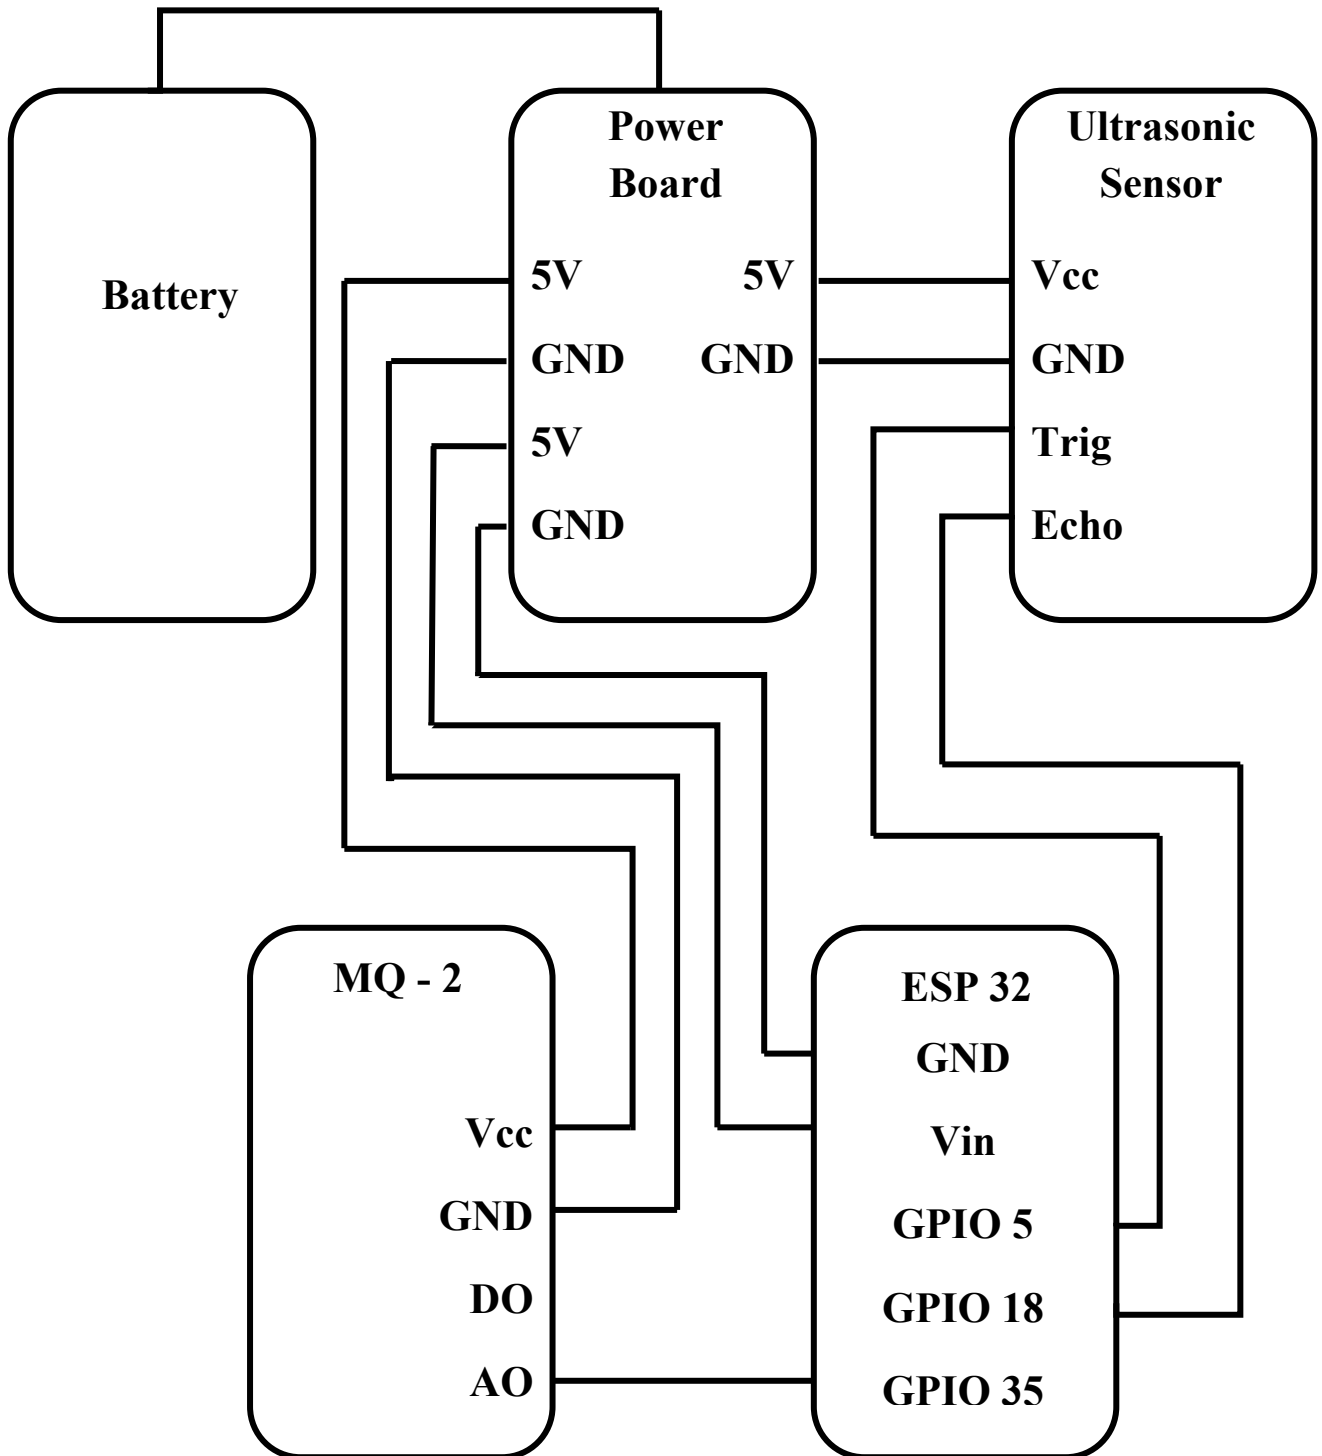 Battery
Power
Board
5V
GND
5V
GND
5V
GND
Ultrasonic
Sensor
Vcc
GND
Trig
Echo
MQ - 2
Vcc
GND
DO
AO
ESP 32
GND
Vin
GPIO 5
GPIO 18
GPIO 35